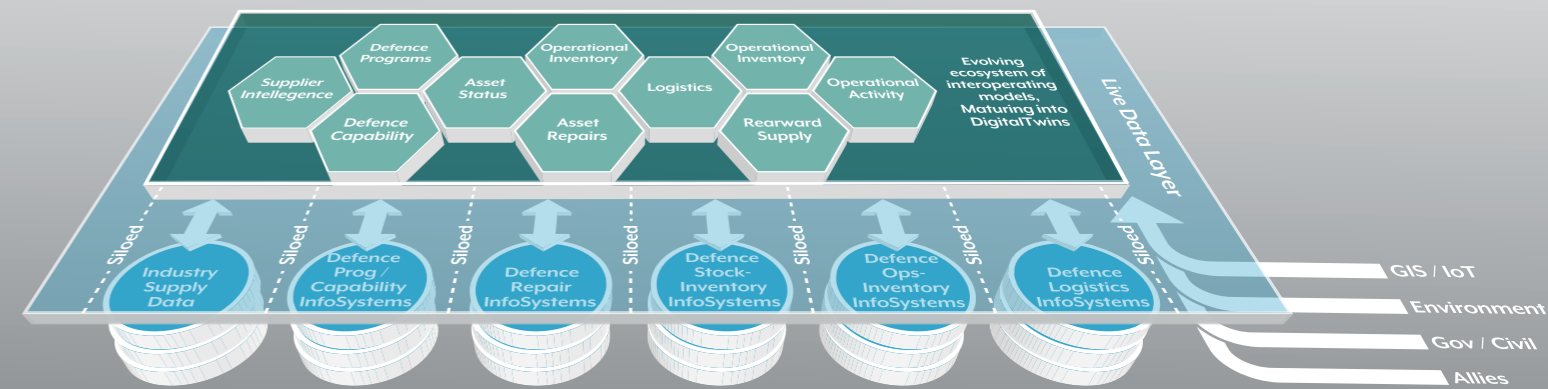 Defence
Programs
Operational
Inventory
Operational
Inventory
Supplier
Intellegence
Asset
Status
Logistics
Operational
Activity
Defence
Capability
Asset
Repairs
Rearward
Supply
Evolving
ecosystem of
interoperating
models,
Maturing into
DigitalTwins
Live Data Layer
Siloed
Siloed
Siloed
Siloed
Siloed
Siloed
Siloed
Industry
Supply
Data
Defence
Prog /
Capability
InfoSystems
Defence
Repair
InfoSystems
Defence
Stock-
Inventory
InfoSystems
Defence
Ops-
Inventory
InfoSystems
Defence
Logistics
InfoSystems
GIS / IoT
Environment
Gov / Civil
Allies